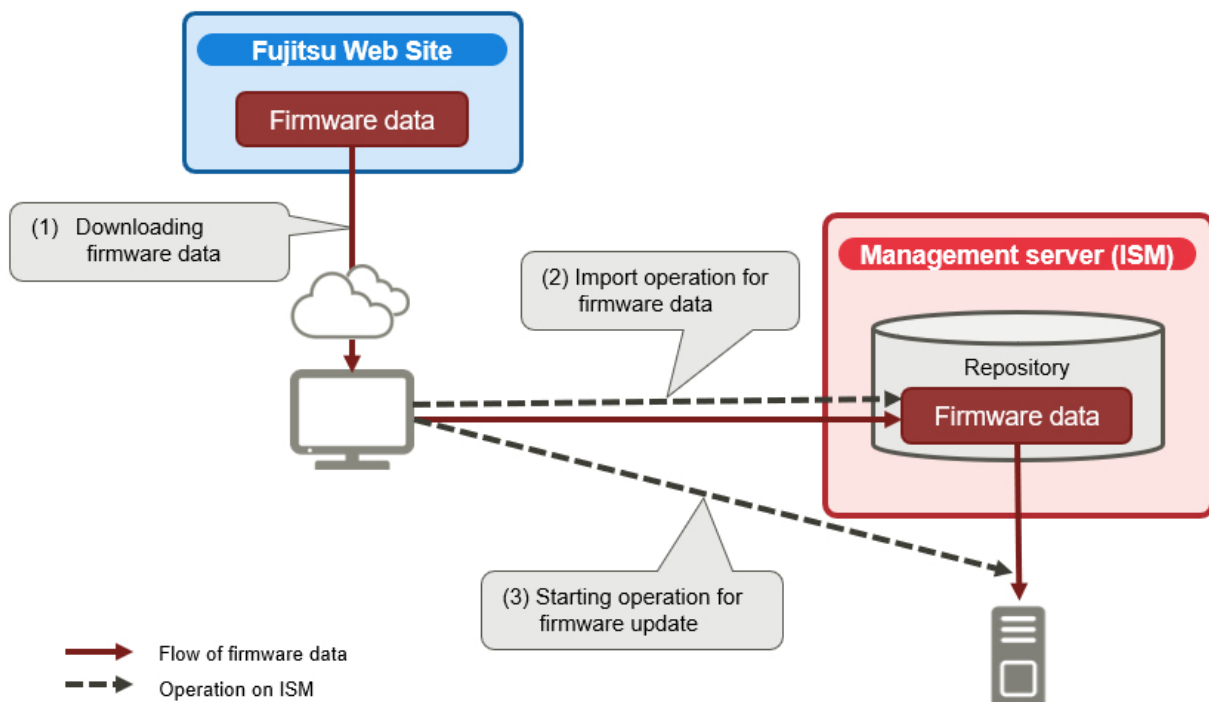 Fujitsu Web Site
Firmware data
(1) Downloading
firmware data
Management server (ISM)
(2) Import operation for
firmware data
Repository
Firmware data
(3) Starting operation for
firmware update
Flow of firmware data
Operation on ISM